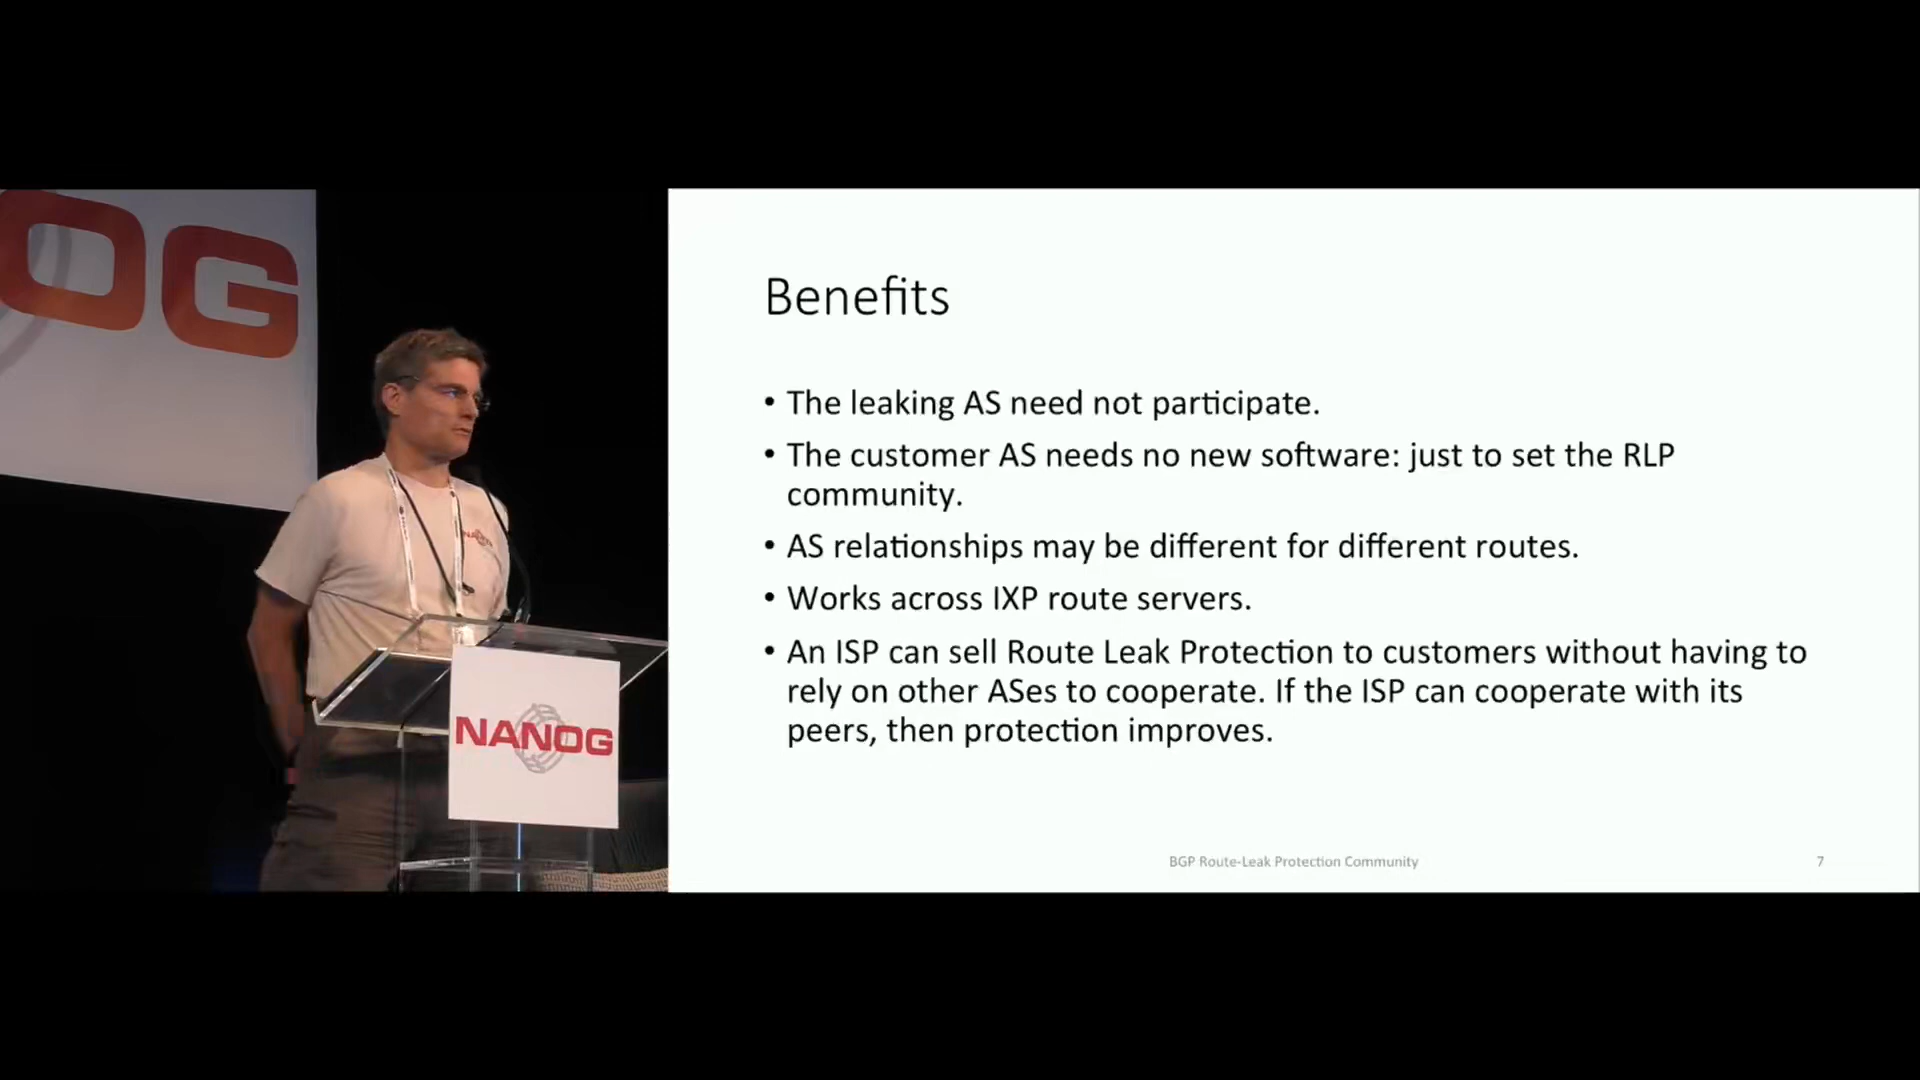 OG
NANOG
Benefits
• The leaking AS need not participate.
• The customer AS needs no new software: just to set the RLP
community.
• AS relationships may be different for different routes.
• Works across IXP route servers.
• An ISP can sell Route Leak Protection to customers without having to
rely on other ASes to cooperate. If the ISP can cooperate with its
peers, then protection improves.
BGP Route-Leak Protection Community
7